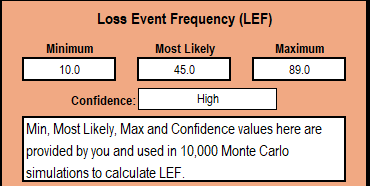 Loss Event Frequency (LEF)
Minimum Most Likely Maximum
10.0 45.0 89.0
Confidence: High
Min, Most Likely, Max and Confidence values here are
provided by you and used in 10,000 Monte Carlo
simulations to calculate LEF.